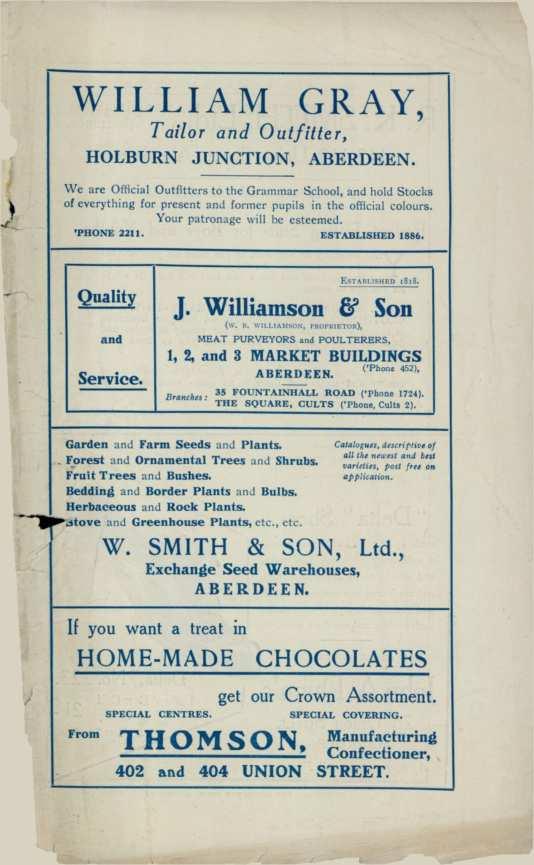 WILLIAM GRAY,
Tailor and Outfitter,
HOLBURN JUNCTION, ABERDEEN.
We are Official Outfitters to the Grammar School, and hold Stocks
of everything for present and former pupils in the official colours.
Your patronage will be esteemed.
'PHONE 2211. ESTABLISHED 1886.
Quality
and
Service.
ESTABLISHED 1818.
J. Williamson & Son
(W. R. WILLIAMSON, PROPRIETOR),
MEAT PURVEYORS and POULTERERS,
1, 2, and 3 MARKET BUILDINGS
ABERDEEN. ('Phone 452),
Branches: 35 FOUNTAINHALL ROAD ('Phone 1724).
THE SQUARE, CULTS ('Phone, Cults 2).
Garden and Farm Seeds and Plants.
Forest and Ornamental Trees and Shrubs.
Fruit Trees and Bushes.
Bedding and Border Plants and Bulbs.
Herbaceous and Rock Plants.
Stove and Greenhouse Plants, etc., etc.
Catalogues, descriptive of
all the newest and best
varieties, post free on
application.
W. SMITH & SON, Ltd.,
Exchange Seed Warehouses,
ABERDEEN.
If you want a treat in
HOME-MADE CHOCOLATES
get our Crown Assortment.
SPECIAL CENTRES. SPECIAL COVERING.
From THOMSON, Manufacturing
Confectioner,
402 and 404 UNION STREET.